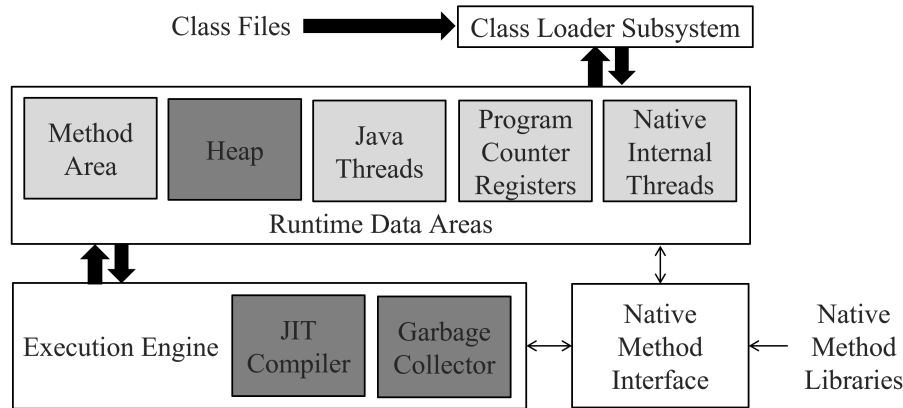 Class Files
Class Loader Subsystem
Method
Area
Heap
Java
Threads
Program
Counter
Registers
Native
Internal
Threads
Runtime Data Areas
Execution Engine
JIT
Compiler
Garbage
Collector
Native
Method
Interface
Native
Method
Libraries